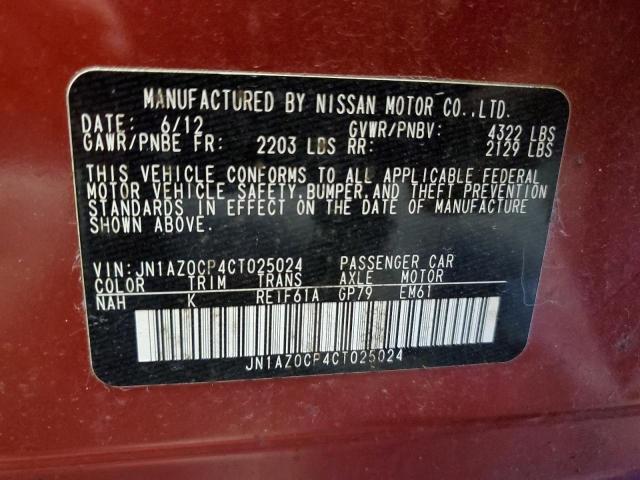 MANUFACTURED BY NISSAN MOTOR CO.,LTD.
DATE: 6/12 GVWR/PNBV: 4322 LBS
GAWR/PNBE FR: 2203 LBS RR: 2129 LBS
THIS VEHICLE CONFORMS TO ALL APPLICABLE FEDERAL
MOTOR VEHICLE SAFETY,BUMPER,AND THEFT PREVENTION
STANDARDS IN EFFECT ON THE DATE OF MANUFACTURE
SHOWN ABOVE.
VIN:JN1AZ0CP4CT025024 PASSENGER CAR
COLOR TRIM TRANS AXLE MOTOR
NAH K RE1F61A GP79 EM61
JN1AZ0CP4CT025024